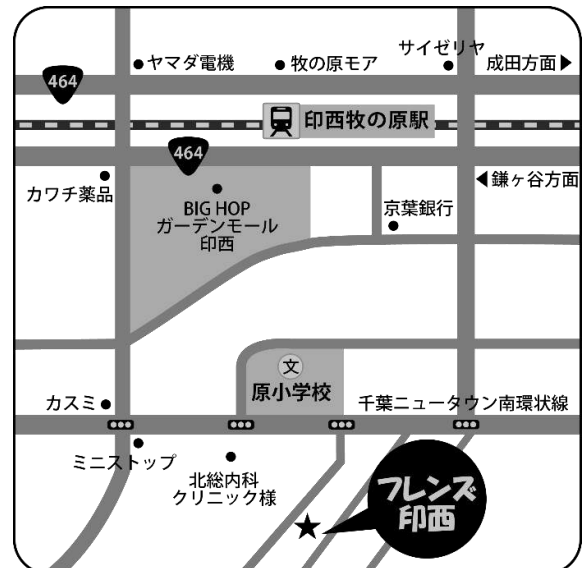 464
ヤマダ電機
牧の原モア
サイゼリヤ
成田方面
印西牧の原駅
464
カワチ薬品
BIG HOP
ガーデンモール
印西
京葉銀行
鎌ヶ谷方面
文
原小学校
カスミ
千葉ニュータウン南環状線
ミニストップ
北総内科
クリニック様
フレンズ
印西